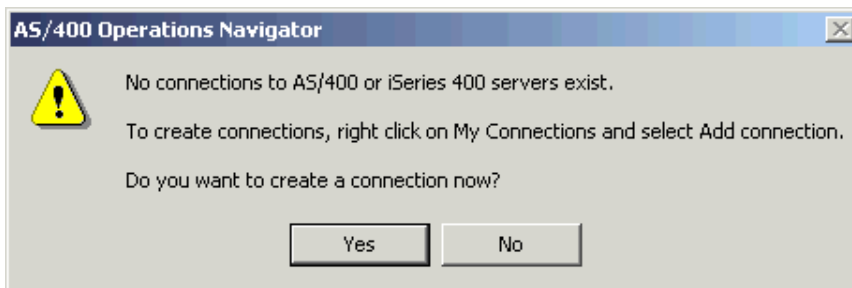 AS/400 Operations Navigator
No connections to AS/400 or iSeries 400 servers exist.
To create connections, right click on My Connections and select Add connection.
Do you want to create a connection now?
Yes
No